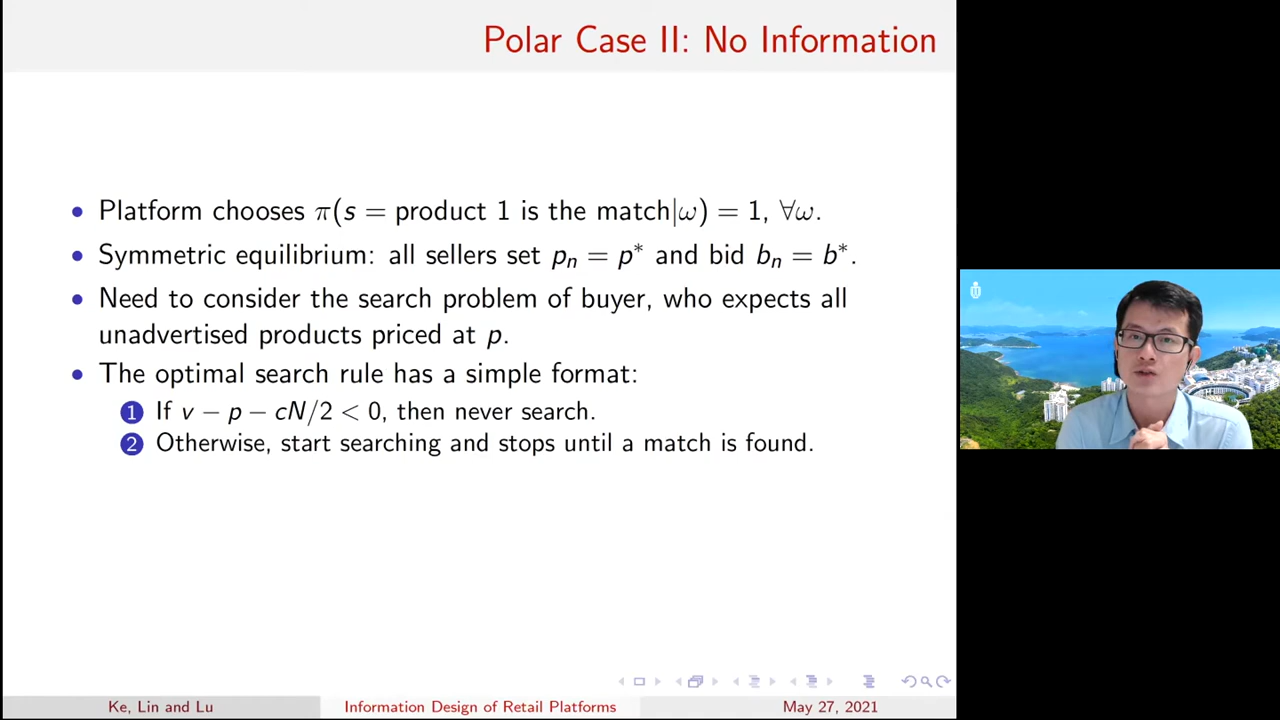 Polar Case II: No Information
• Platform chooses π(s = product 1 is the match|ω) = 1, ∀ω.
• Symmetric equilibrium: all sellers set pₙ = p* and bid bₙ = b*.
• Need to consider the search problem of buyer, who expects all
unadvertised products priced at p.
• The optimal search rule has a simple format:
1 If v − p − cN/2 < 0, then never search.
2 Otherwise, start searching and stops until a match is found.
Ke, Lin and Lu
Information Design of Retail Platforms
May 27, 2021